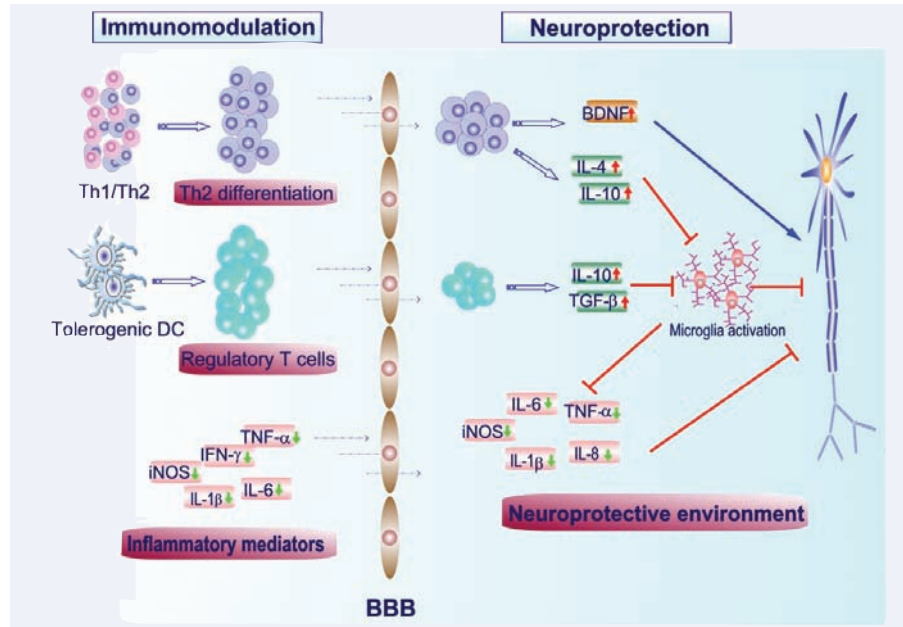 Immunomodulation
Neuroprotection
Th1/Th2
Th2 differentiation
Tolerogenic DC
Regulatory T cells
TNF-α
IFN-γ
iNOS
IL-1β
IL-6
Inflammatory mediators
BBB
BDNF
IL-4
IL-10
IL-10
TGF-β
Microglia activation
IL-6
TNF-α
iNOS
IL-1β
IL-8
Neuroprotective environment